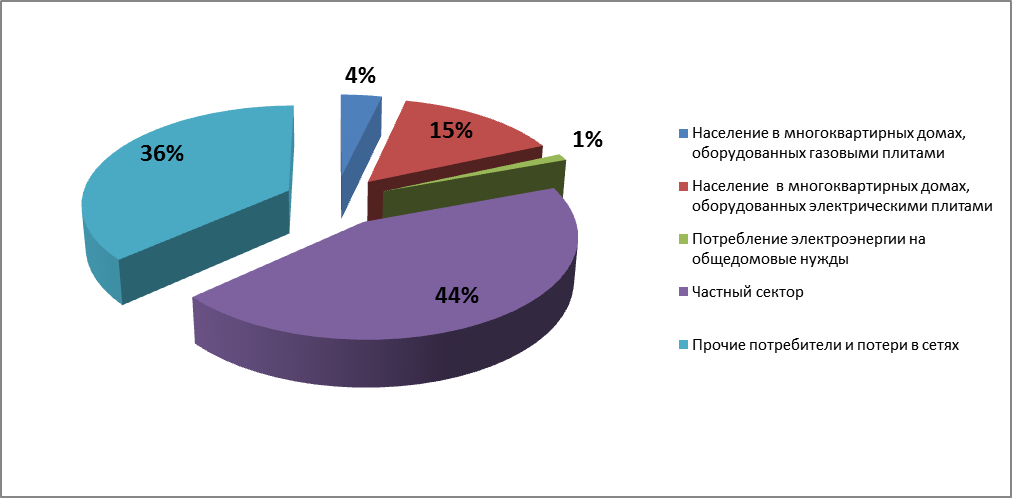 4%
15%
1%
36%
44%
Население в многоквартирных домах,
оборудованных газовыми плитами
Население в многоквартирных домах,
оборудованных электрическими плитами
Потребление электроэнергии на
общедомовые нужды
Частный сектор
Прочие потребители и потери в сетях